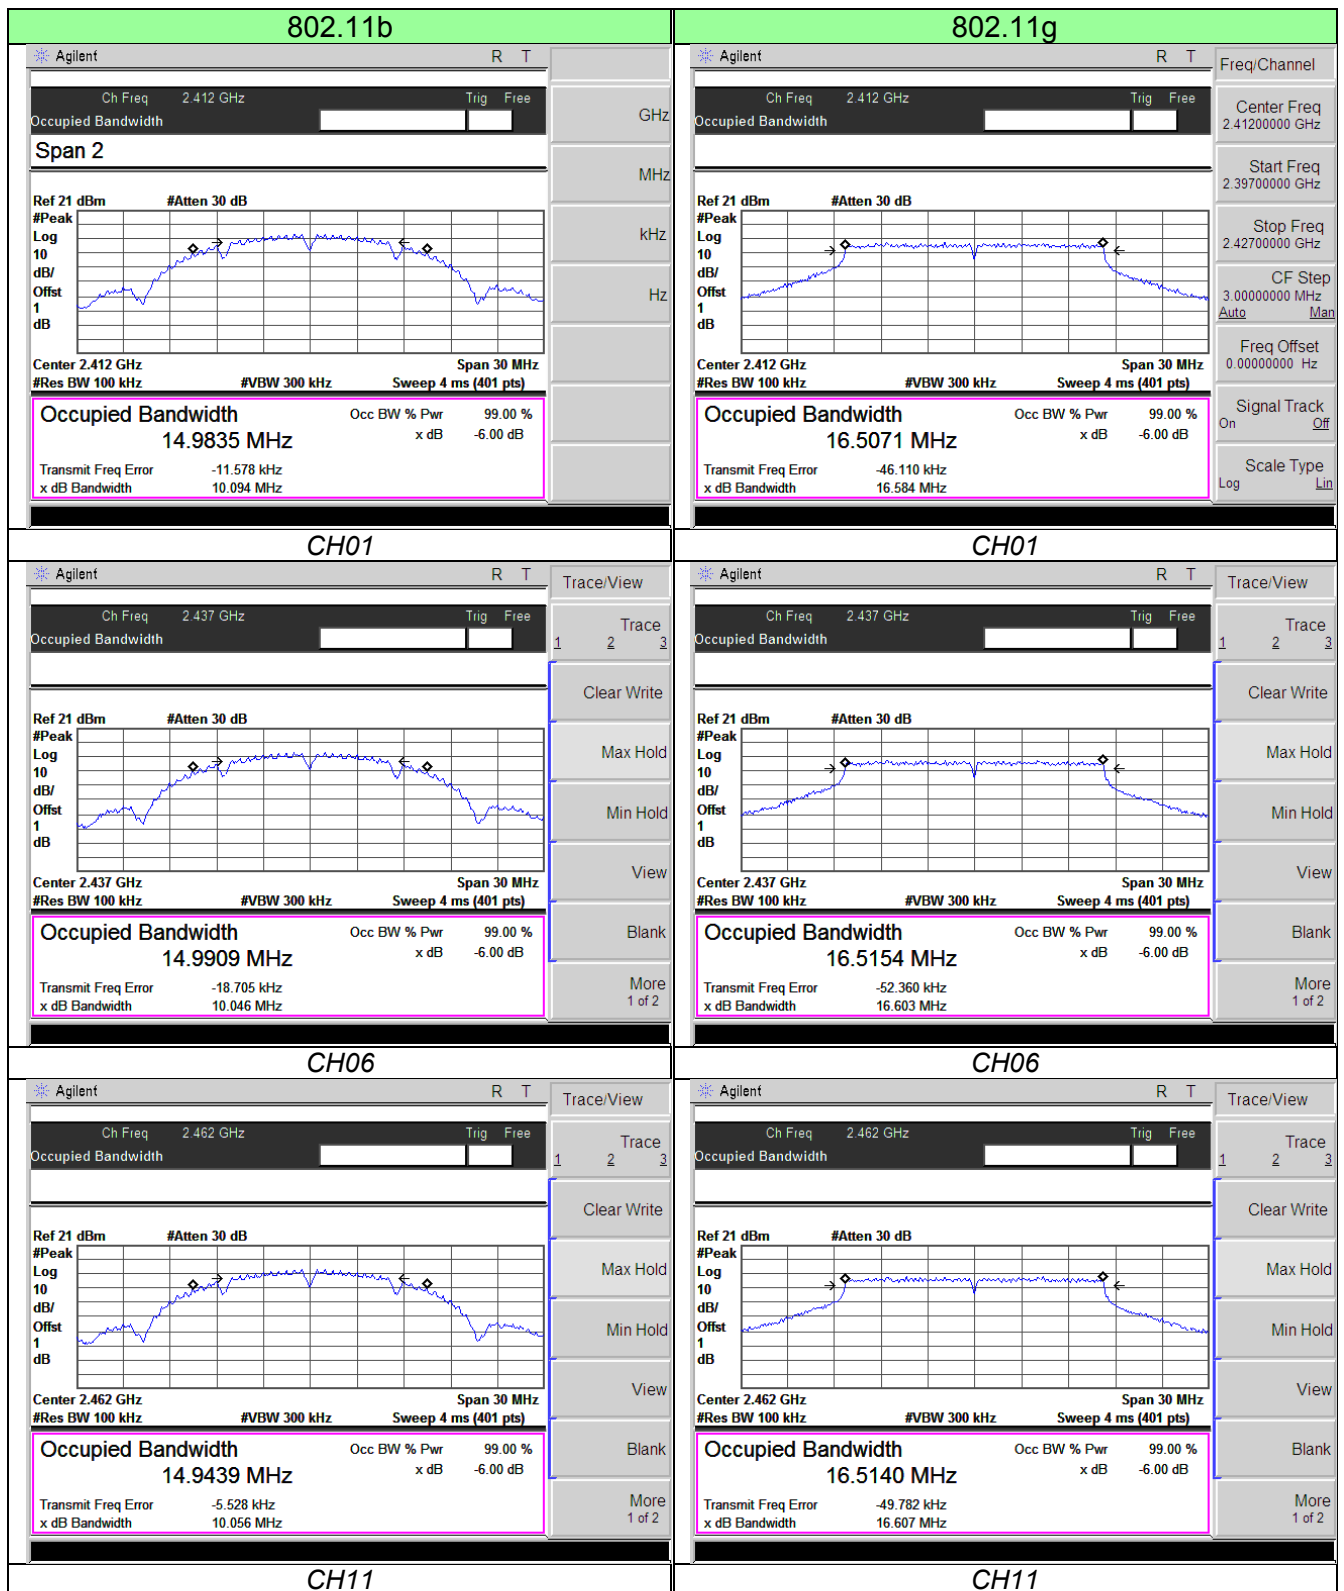 802.11b
802.11g
Agilent R T
Ch Freq 2.412 GHz Trig Free
Occupied Bandwidth
Span 2
Ref 21 dBm #Atten 30 dB
#Peak
Log
10
dB/
Offst
1
dB
Center 2.412 GHz Span 30 MHz
#Res BW 100 kHz #VBW 300 kHz Sweep 4 ms (401 pts)
Occupied Bandwidth Occ BW % Pwr 99.00 %
14.9835 MHz x dB -6.00 dB
Transmit Freq Error -11.578 kHz
x dB Bandwidth 10.094 MHz
GHz
MHz
kHz
Hz
CH01
Agilent R T
Ch Freq 2.412 GHz Trig Free
Occupied Bandwidth
Ref 21 dBm #Atten 30 dB
#Peak
Log
10
dB/
Offst
1
dB
Center 2.412 GHz Span 30 MHz
#Res BW 100 kHz #VBW 300 kHz Sweep 4 ms (401 pts)
Occupied Bandwidth Occ BW % Pwr 99.00 %
16.5071 MHz x dB -6.00 dB
Transmit Freq Error -46.110 kHz
x dB Bandwidth 16.584 MHz
Freq/Channel
Center Freq
2.41200000 GHz
Start Freq
2.39700000 GHz
Stop Freq
2.42700000 GHz
CF Step
3.00000000 MHz
Auto Man
Freq Offset
0.00000000 Hz
Signal Track
On Off
Scale Type
Log Lin
CH01
Agilent R T
Ch Freq 2.437 GHz Trig Free
Occupied Bandwidth
Ref 21 dBm #Atten 30 dB
#Peak
Log
10
dB/
Offst
1
dB
Center 2.437 GHz Span 30 MHz
#Res BW 100 kHz #VBW 300 kHz Sweep 4 ms (401 pts)
Occupied Bandwidth Occ BW % Pwr 99.00 %
14.9909 MHz x dB -6.00 dB
Transmit Freq Error -18.705 kHz
x dB Bandwidth 10.046 MHz
Trace/View
Trace
1 2 3
Clear Write
Max Hold
Min Hold
View
Blank
More
1 of 2
CH06
Agilent R T
Ch Freq 2.437 GHz Trig Free
Occupied Bandwidth
Ref 21 dBm #Atten 30 dB
#Peak
Log
10
dB/
Offst
1
dB
Center 2.437 GHz Span 30 MHz
#Res BW 100 kHz #VBW 300 kHz Sweep 4 ms (401 pts)
Occupied Bandwidth Occ BW % Pwr 99.00 %
16.5154 MHz x dB -6.00 dB
Transmit Freq Error -52.360 kHz
x dB Bandwidth 16.603 MHz
Trace/View
Trace
1 2 3
Clear Write
Max Hold
Min Hold
View
Blank
More
1 of 2
CH06
Agilent R T
Ch Freq 2.462 GHz Trig Free
Occupied Bandwidth
Ref 21 dBm #Atten 30 dB
#Peak
Log
10
dB/
Offst
1
dB
Center 2.462 GHz Span 30 MHz
#Res BW 100 kHz #VBW 300 kHz Sweep 4 ms (401 pts)
Occupied Bandwidth Occ BW % Pwr 99.00 %
14.9439 MHz x dB -6.00 dB
Transmit Freq Error -5.528 kHz
x dB Bandwidth 10.056 MHz
Trace/View
Trace
1 2 3
Clear Write
Max Hold
Min Hold
View
Blank
More
1 of 2
CH11
Agilent R T
Ch Freq 2.462 GHz Trig Free
Occupied Bandwidth
Ref 21 dBm #Atten 30 dB
#Peak
Log
10
dB/
Offst
1
dB
Center 2.462 GHz Span 30 MHz
#Res BW 100 kHz #VBW 300 kHz Sweep 4 ms (401 pts)
Occupied Bandwidth Occ BW % Pwr 99.00 %
16.5140 MHz x dB -6.00 dB
Transmit Freq Error -49.782 kHz
x dB Bandwidth 16.607 MHz
Trace/View
Trace
1 2 3
Clear Write
Max Hold
Min Hold
View
Blank
More
1 of 2
CH11